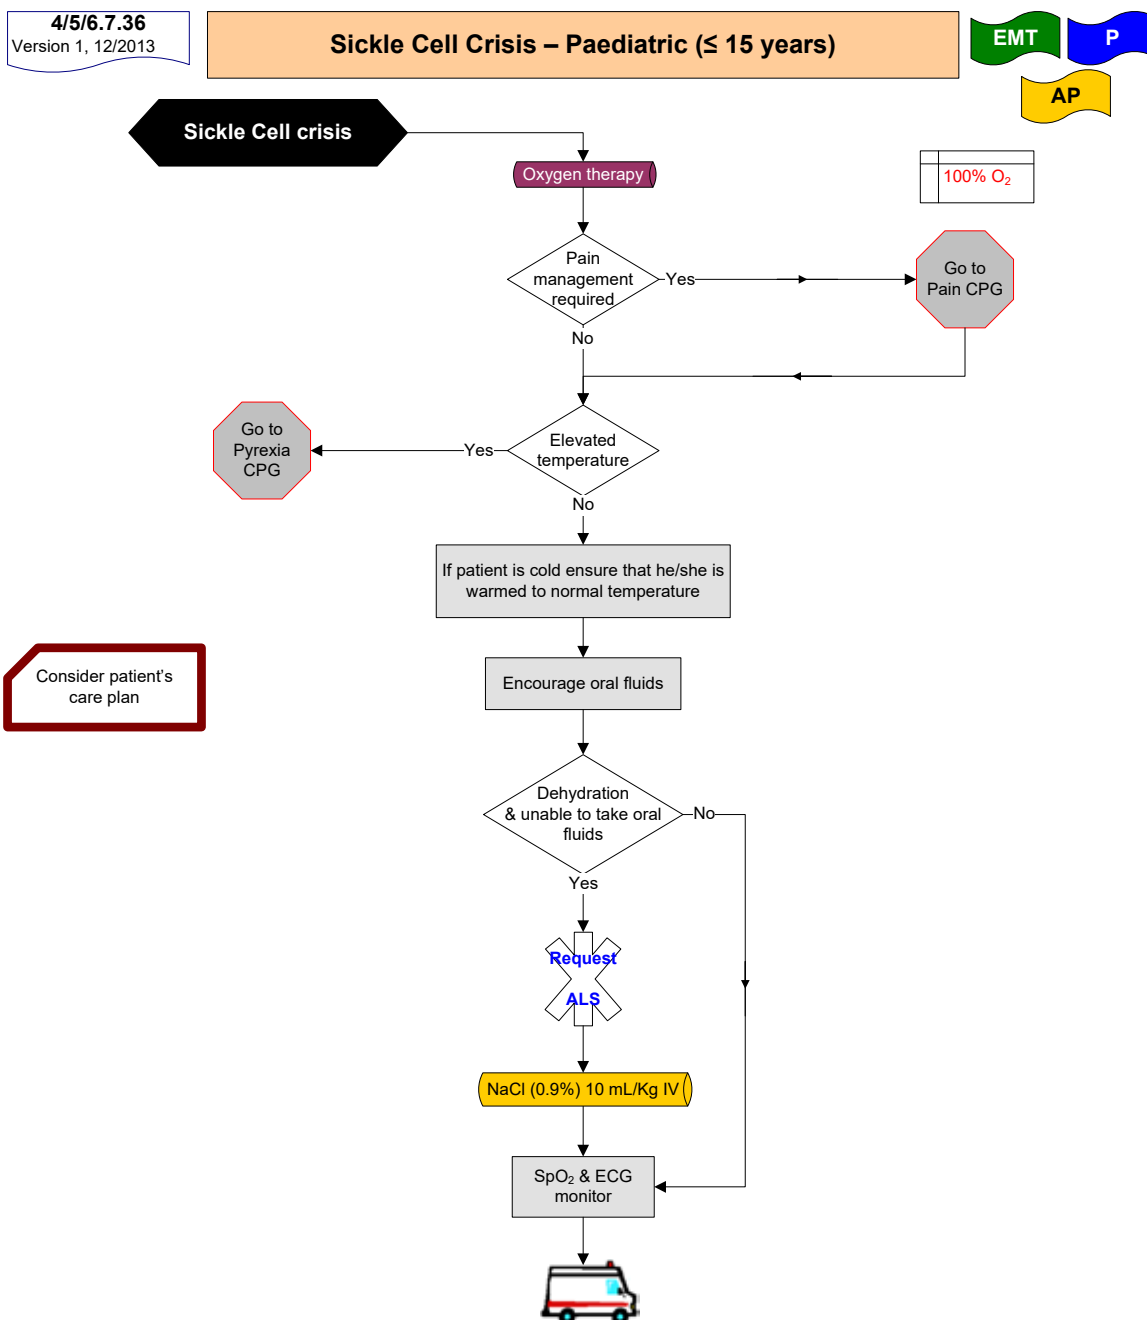 4/5/6.7.36
Version 1, 12/2013
Sickle Cell Crisis – Paediatric (≤ 15 years)
EMT
P
AP
Sickle Cell crisis
Oxygen therapy
100% O₂
Pain
management
required
Yes
Go to
Pain CPG
No
Elevated
temperature
Yes
Go to
Pyrexia
CPG
No
If patient is cold ensure that he/she is
warmed to normal temperature
Consider patient’s
care plan
Encourage oral fluids
Dehydration
& unable to take oral
fluids
No
Yes
Request
ALS
NaCl (0.9%) 10 mL/Kg IV
SpO₂ & ECG
monitor